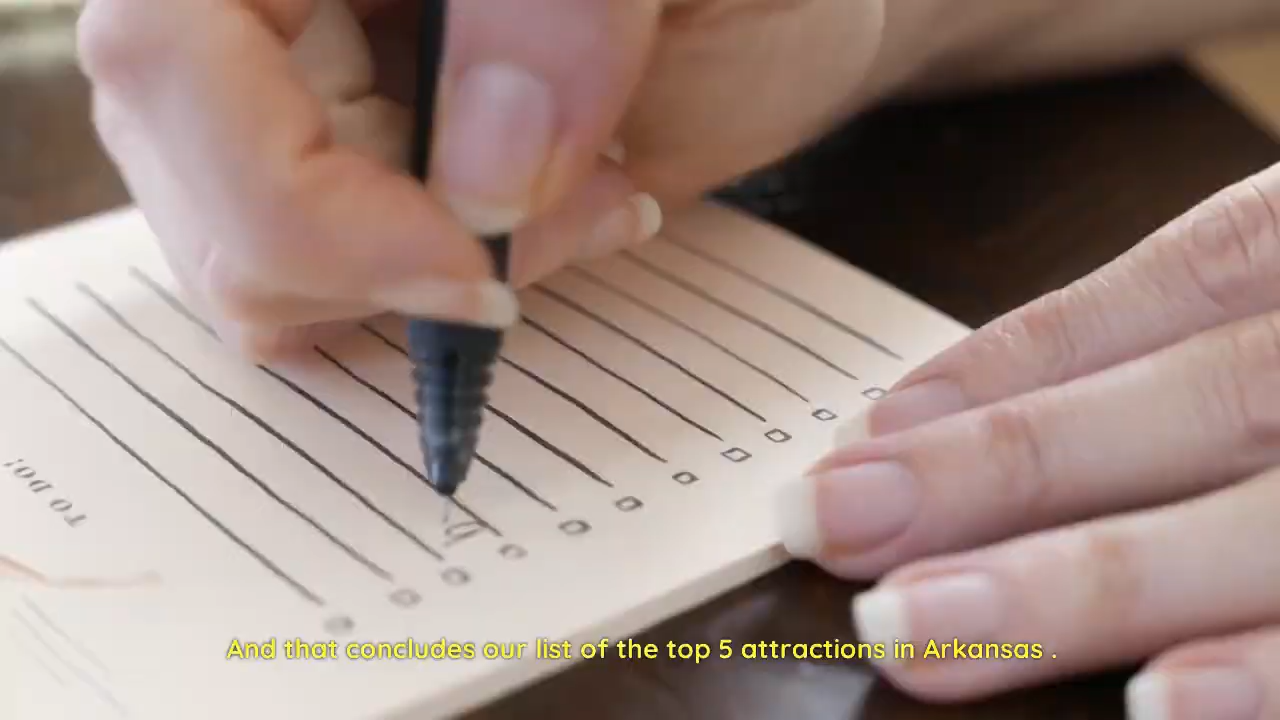 TO DO:
And that concludes our list of the top 5 attractions in Arkansas .